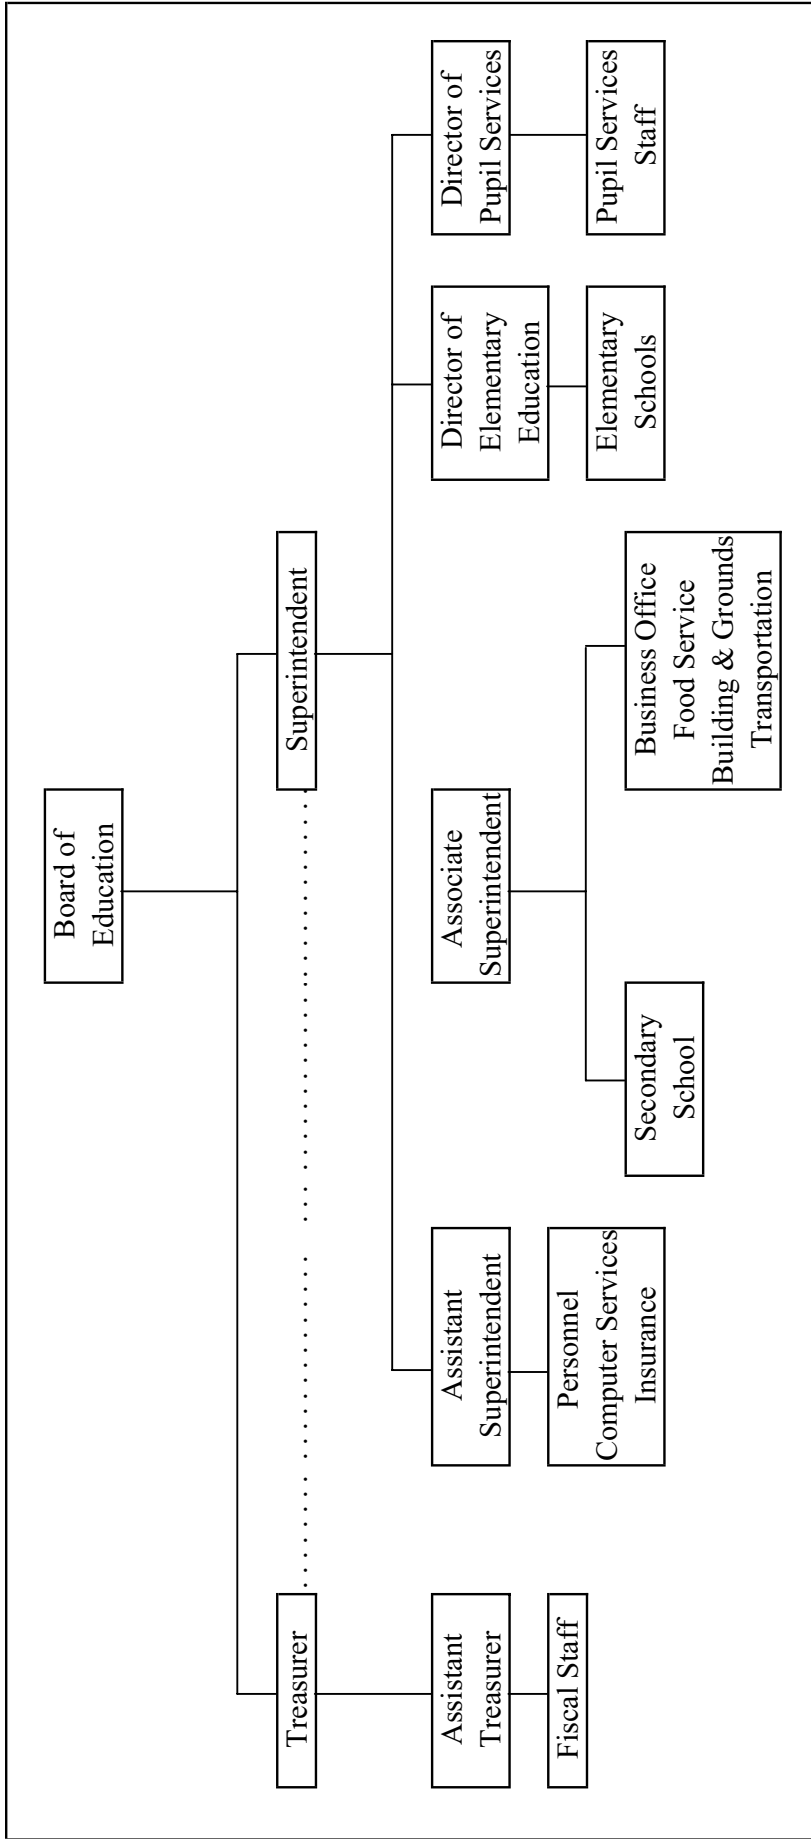 Board of
Education
Treasurer
Superintendent
Assistant
Treasurer
Assistant
Superintendent
Associate
Superintendent
Director of
Elementary
Education
Director of
Pupil Services
Fiscal Staff
Personnel
Computer Services
Insurance
Secondary
School
Business Office
Food Service
Building & Grounds
Transportation
Elementary
Schools
Pupil Services
Staff